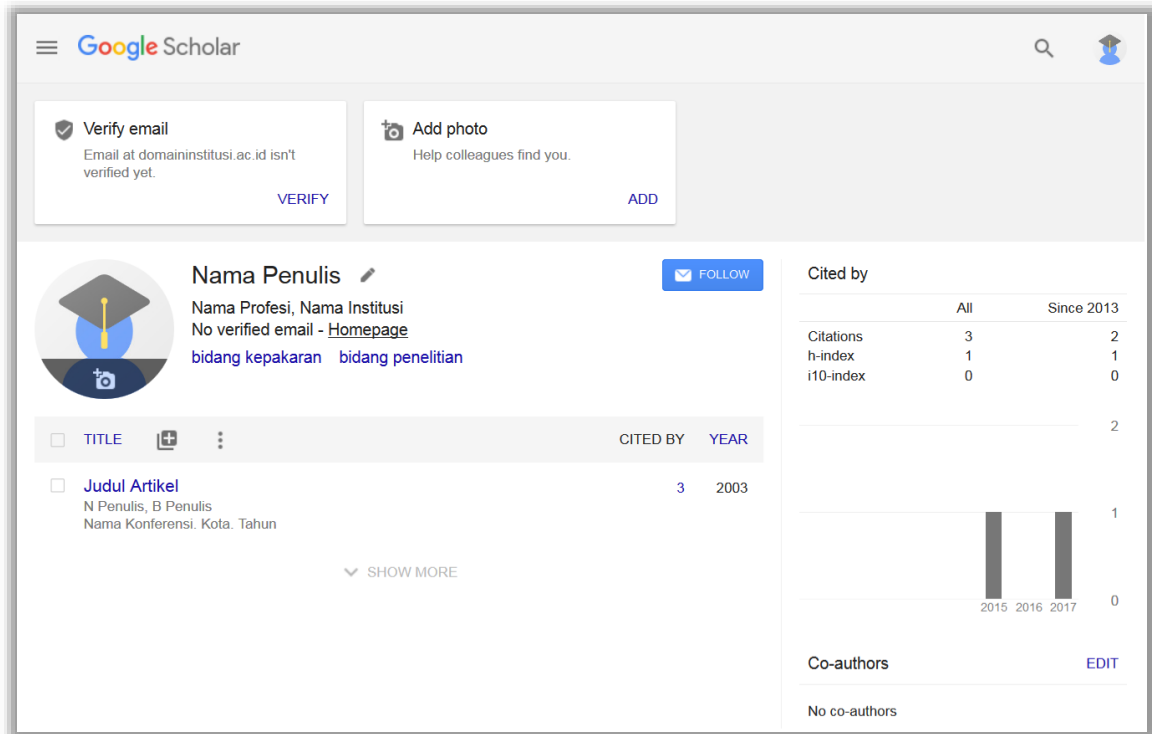 Google Scholar
Verify email
Email at domaininstitusi.ac.id isn't
verified yet.
VERIFY
Add photo
Help colleagues find you.
ADD
Nama Penulis
FOLLOW
Nama Profesi, Nama Institusi
No verified email - Homepage
bidang kepakaran bidang penelitian
TITLE CITED BY YEAR
Judul Artikel 3 2003
N Penulis, B Penulis
Nama Konferensi. Kota. Tahun
SHOW MORE
Cited by
All Since 2013
Citations 3 2
h-index 1 1
i10-index 0 0
2
1
0
2015 2016 2017
Co-authors EDIT
No co-authors